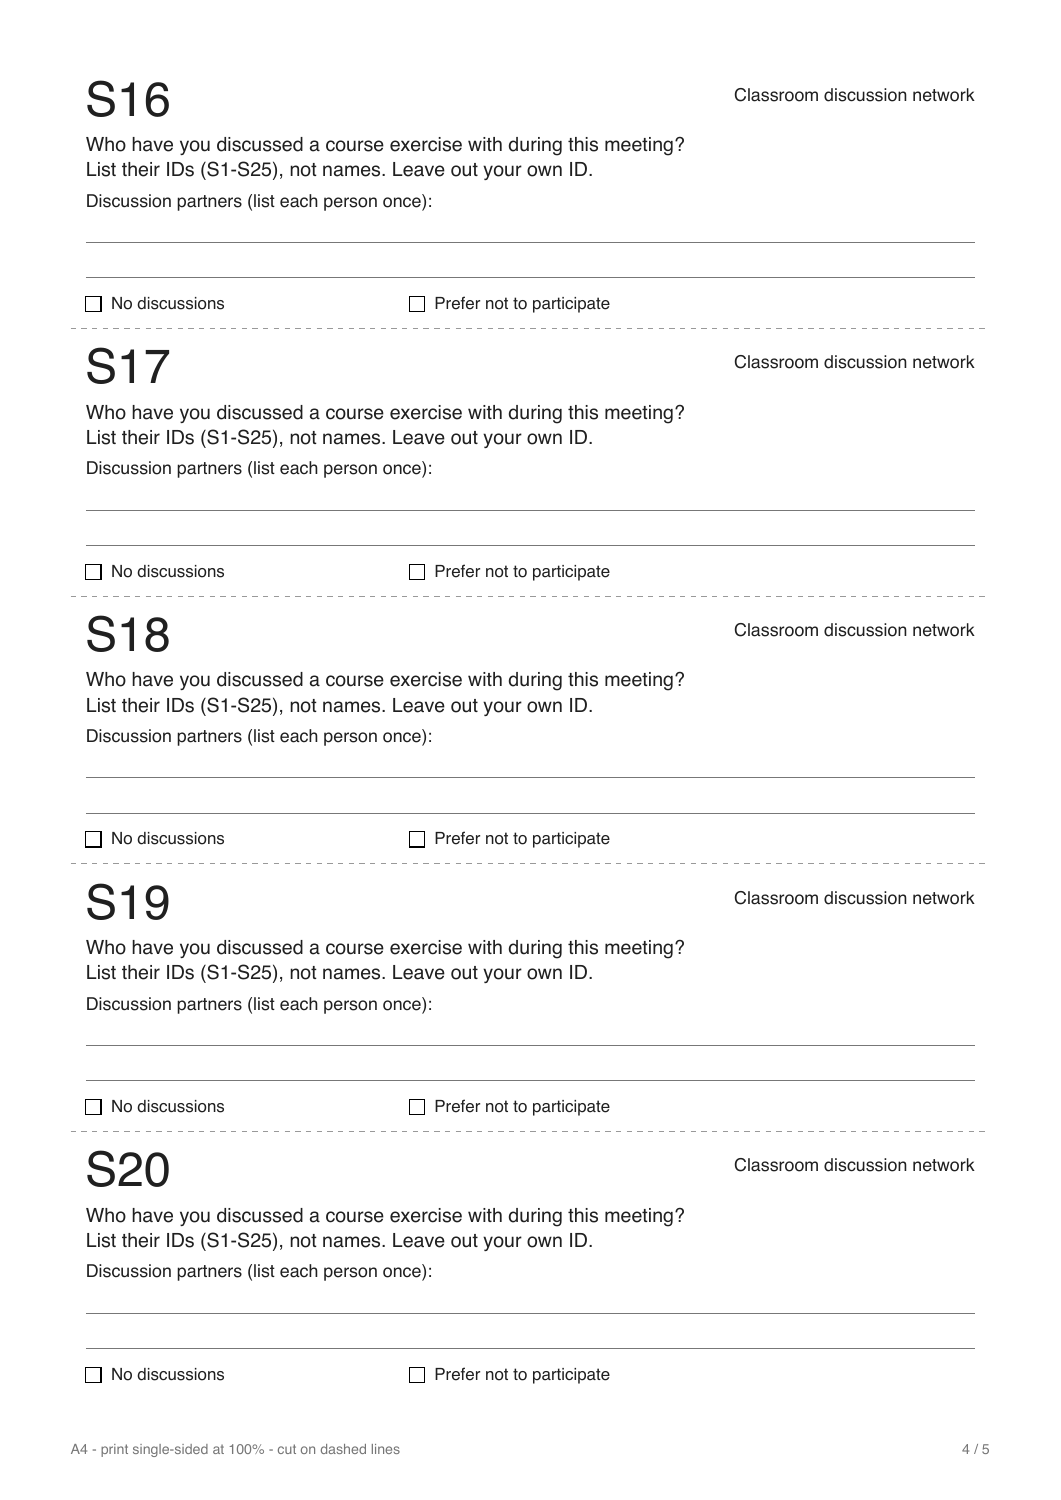 S16
Classroom discussion network
Who have you discussed a course exercise with during this meeting?
List their IDs (S1-S25), not names. Leave out your own ID.
Discussion partners (list each person once):
No discussions
Prefer not to participate
S17
Classroom discussion network
Who have you discussed a course exercise with during this meeting?
List their IDs (S1-S25), not names. Leave out your own ID.
Discussion partners (list each person once):
No discussions
Prefer not to participate
S18
Classroom discussion network
Who have you discussed a course exercise with during this meeting?
List their IDs (S1-S25), not names. Leave out your own ID.
Discussion partners (list each person once):
No discussions
Prefer not to participate
S19
Classroom discussion network
Who have you discussed a course exercise with during this meeting?
List their IDs (S1-S25), not names. Leave out your own ID.
Discussion partners (list each person once):
No discussions
Prefer not to participate
S20
Classroom discussion network
Who have you discussed a course exercise with during this meeting?
List their IDs (S1-S25), not names. Leave out your own ID.
Discussion partners (list each person once):
No discussions
Prefer not to participate
A4 - print single-sided at 100% - cut on dashed lines
4 / 5